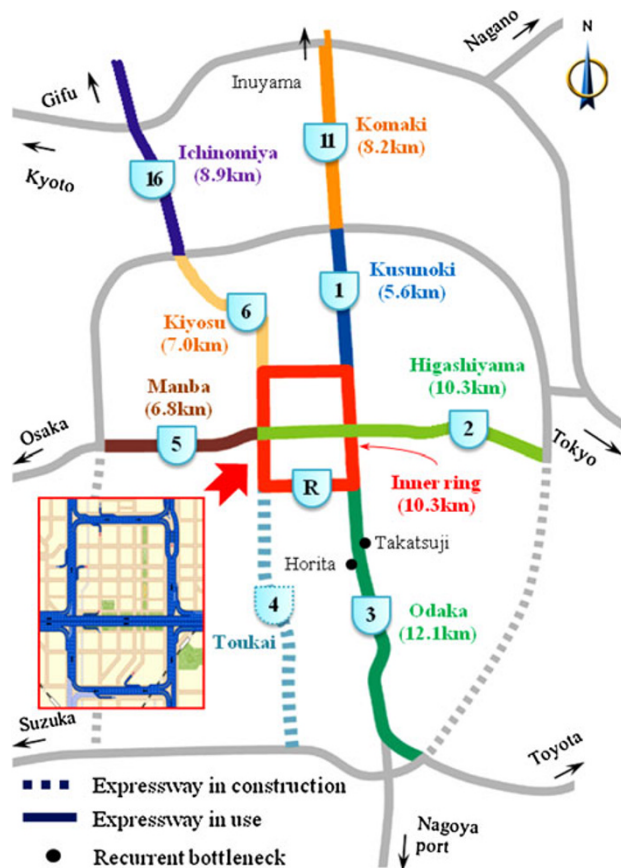 Nagano
N
Gifu
Inuyama
Komaki
(8.2km)
11
Ichinomiya
(8.9km)
16
Kyoto
Kusunoki
(5.6km)
1
6
Kiyosu
(7.0km)
Higashiyama
(10.3km)
Manba
(6.8km)
2
Osaka
5
Tokyo
R
Inner ring
(10.3km)
Takatsuji
Horita
4
3
Odaka
(12.1km)
Toukai
Suzuka
Toyota
Expressway in construction
Expressway in use
Recurrent bottleneck
Nagoya
port